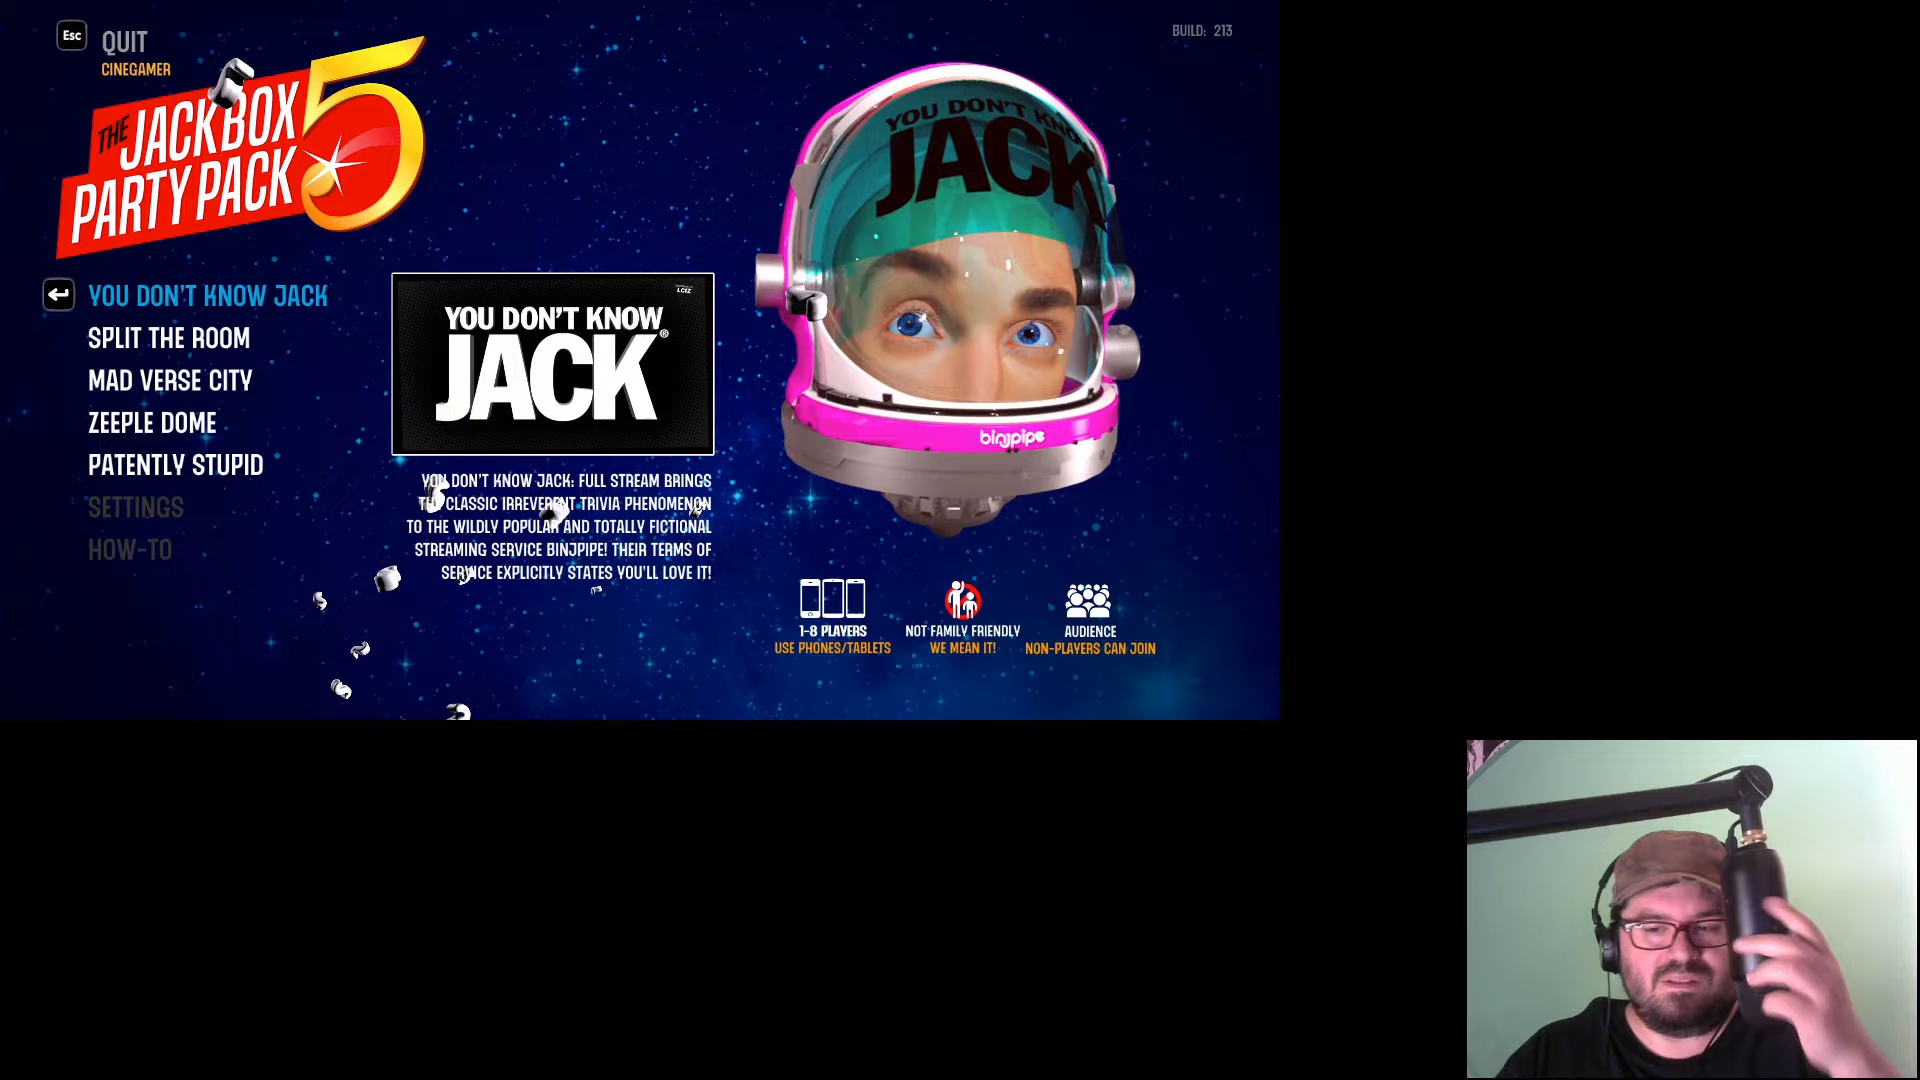 Esc
QUIT
CINEGAMER
BUILD: 213
THE
JACKBOX
PARTY PACK
5
YOU DON'T KNOW JACK
SPLIT THE ROOM
MAD VERSE CITY
ZEEPLE DOME
PATENTLY STUPID
SETTINGS
HOW-TO
YOU DON'T KNOW
JACK®
YOU DON'T KNOW JACK: FULL STREAM BRINGS
THE CLASSIC IRREVERENT TRIVIA PHENOMENON
TO THE WILDLY POPULAR AND TOTALLY FICTIONAL
STREAMING SERVICE BINJPIPE! THEIR TERMS OF
SERVICE EXPLICITLY STATES YOU'LL LOVE IT!
YOU DON'T KNO
JACK
binjpipe
1-8 PLAYERS
USE PHONES/TABLETS
NOT FAMILY FRIENDLY
WE MEAN IT!
AUDIENCE
NON-PLAYERS CAN JOIN